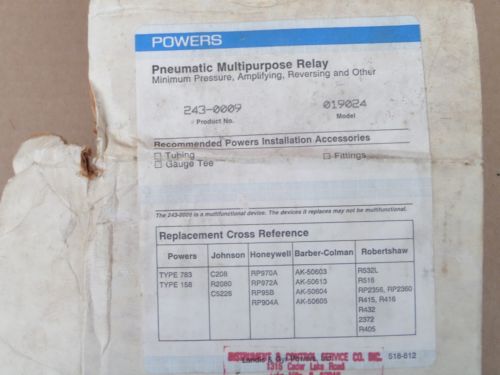 POWERS
Pneumatic Multipurpose Relay
Minimum Pressure, Amplifying, Reversing and Other
243-0009 019024
Product No. Model
Recommended Powers Installation Accessories
Tubing Fittings
Gauge Tee
The 243-0009 is a multifunctional device. The devices it replaces may not be multifunctional.
Replacement Cross Reference
Powers Johnson Honeywell Barber-Colman Robertshaw
TYPE 783 C208 RP970A AK-50603 R532L
TYPE 158 R2080 RP972A AK-50613 R516
C5226 RP95B AK-50604 RP2356, RP2360
RP904A AK-50605 R415, R416
R432
2372
R405
INSTRUMENT & CONTROL SERVICE CO. INC.
1315 Cedar Lake Road
518-612